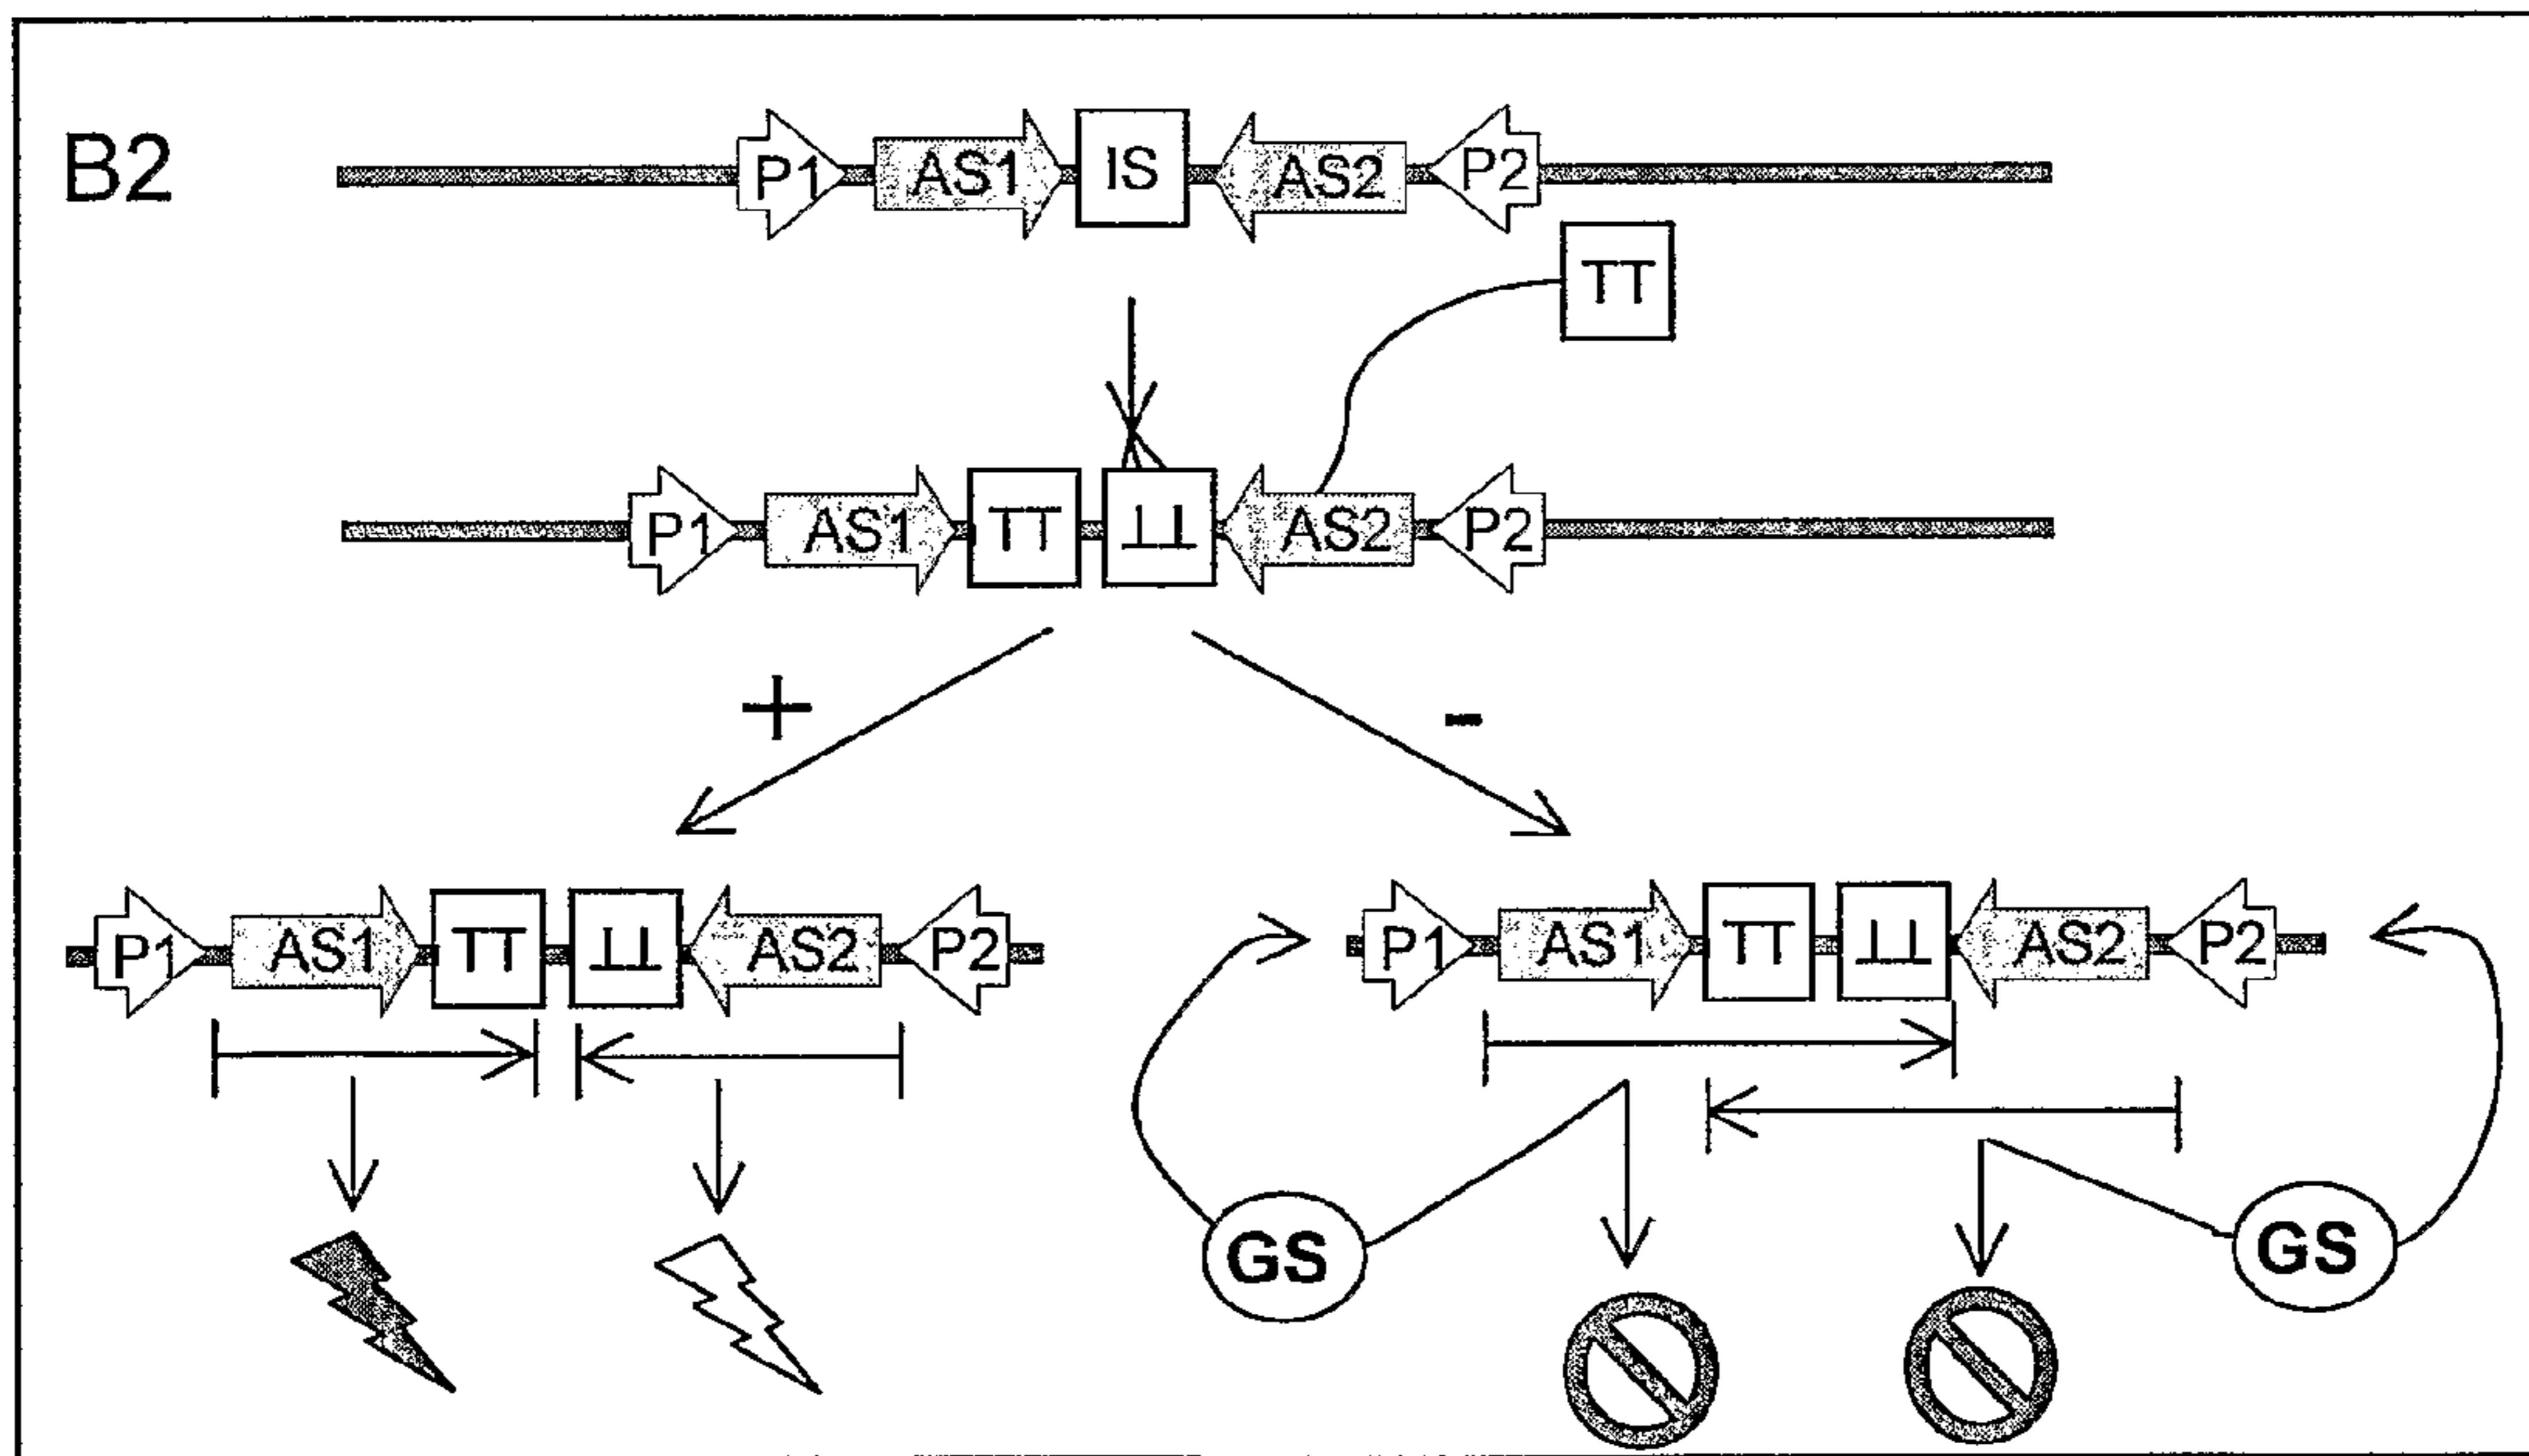 B2
P1 AS1 IS AS2 P2
TT
P1 AS1 TT TT AS2 P2
+ -
P1 AS1 TT TT AS2 P2
P1 AS1 TT TT AS2 P2
GS GS